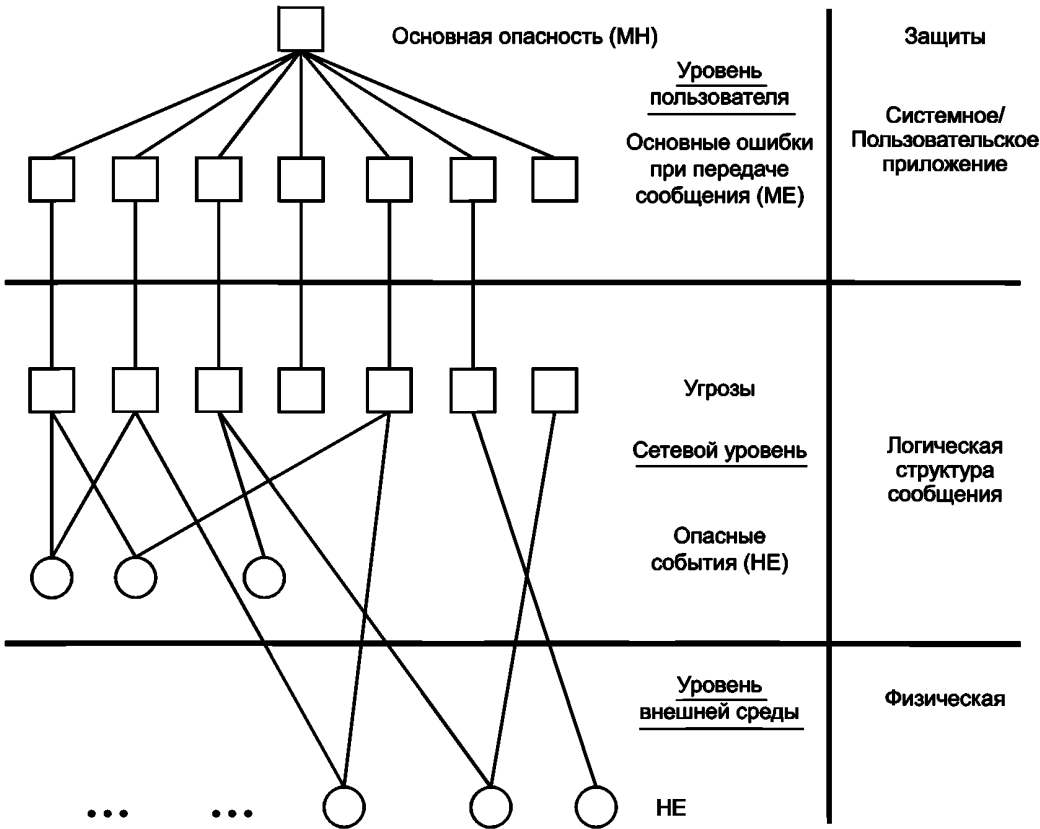 Основная опасность (МН)
Защиты
Уровень
пользователя
Системное/
Пользовательское
приложение
Основные ошибки
при передаче
сообщения (МЕ)
Угрозы
Сетевой уровень
Логическая
структура
сообщения
Опасные
события (НЕ)
Уровень
внешней среды
Физическая
... ...
НЕ